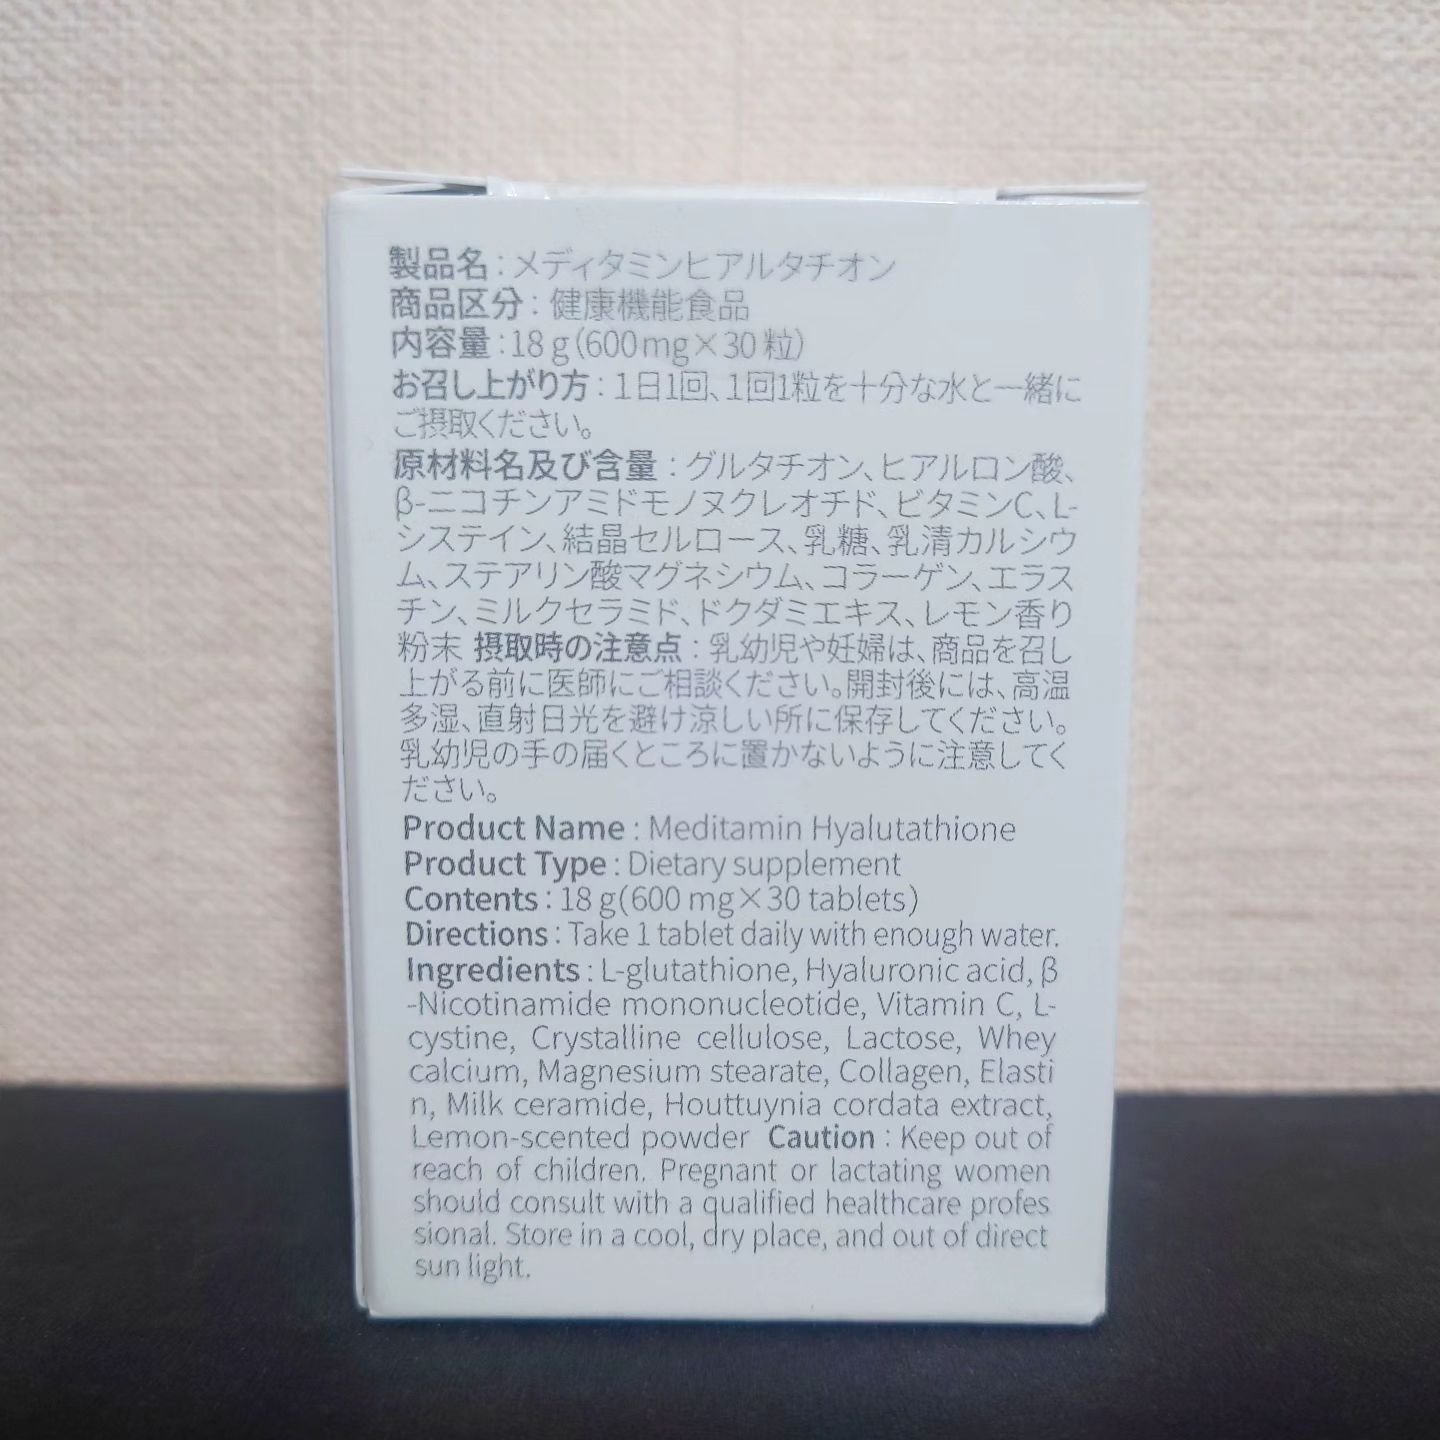 製品名 : メディタミンヒアルタチオン
商品区分 : 健康機能食品
内容量 : 18 g(600mg×30粒)
お召し上がり方 : 1日1回、1回1粒を十分な水と一緒に
ご摂取ください。
原材料名及び含量 : グルタチオン、ヒアルロン酸、
β-ニコチンアミドモノヌクレオチド、ビタミンC、L-
システイン、結晶セルロース、乳糖、乳清カルシウ
ム、ステアリン酸マグネシウム、コラーゲン、エラス
チン、ミルクセラミド、ドクダミエキス、レモン香り
粉末 摂取時の注意点 : 乳幼児や妊婦は、商品を召し
上がる前に医師にご相談ください。開封後には、高温
多湿、直射日光を避け涼しい所に保存してください。
乳幼児の手の届くところに置かないように注意してく
ださい。
Product Name : Meditamin Hyalutathione
Product Type : Dietary supplement
Contents : 18 g(600 mg×30 tablets)
Directions : Take 1 tablet daily with enough water.
Ingredients : L-glutathione, Hyaluronic acid, β
-Nicotinamide mononucleotide, Vitamin C, L-
cystine, Crystalline cellulose, Lactose, Whey
calcium, Magnesium stearate, Collagen, Elasti
n, Milk ceramide, Houttuynia cordata extract,
Lemon-scented powder Caution : Keep out of
reach of children. Pregnant or lactating women
should consult with a qualified healthcare profes
sional. Store in a cool, dry place, and out of direct
sun light.